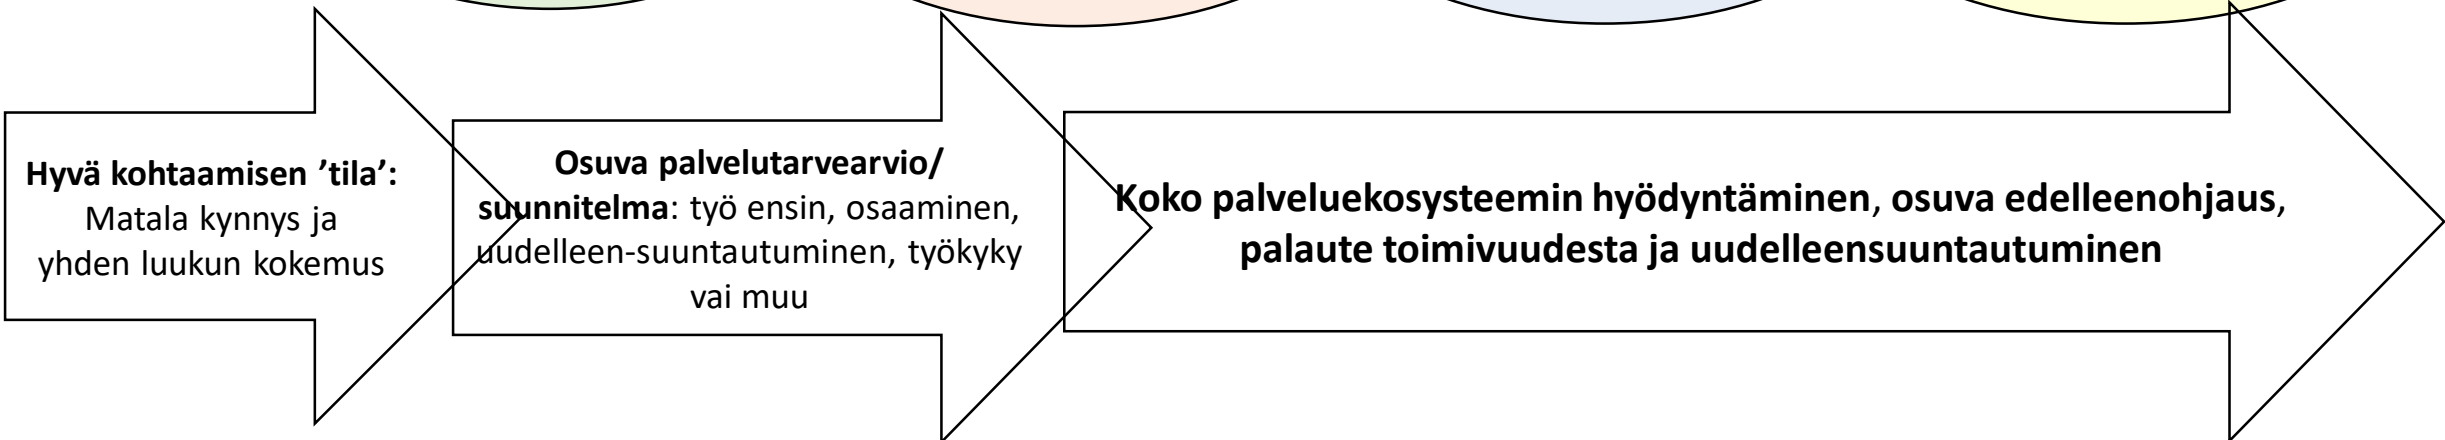 Hyvä kohtaamisen ’tila’:
Matala kynnys ja
yhden luukun kokemus
Osuva palvelutarvearvio/
suunnitelma: työ ensin, osaaminen,
uudelleen-suuntautuminen, työkyky
vai muu
Koko palveluekosysteemin hyödyntäminen, osuva edelleenohjaus,
palaute toimivuudesta ja uudelleensuuntautuminen